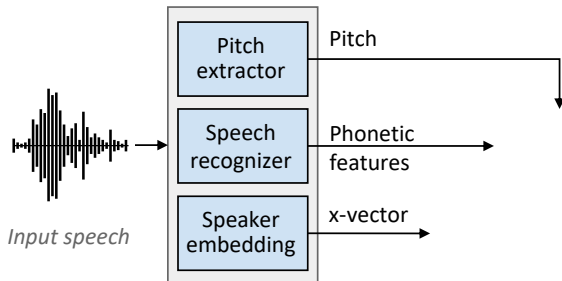 Pitch
extractor
Pitch
Speech
recognizer
Phonetic
features
Speaker
embedding
x-vector
Input speech